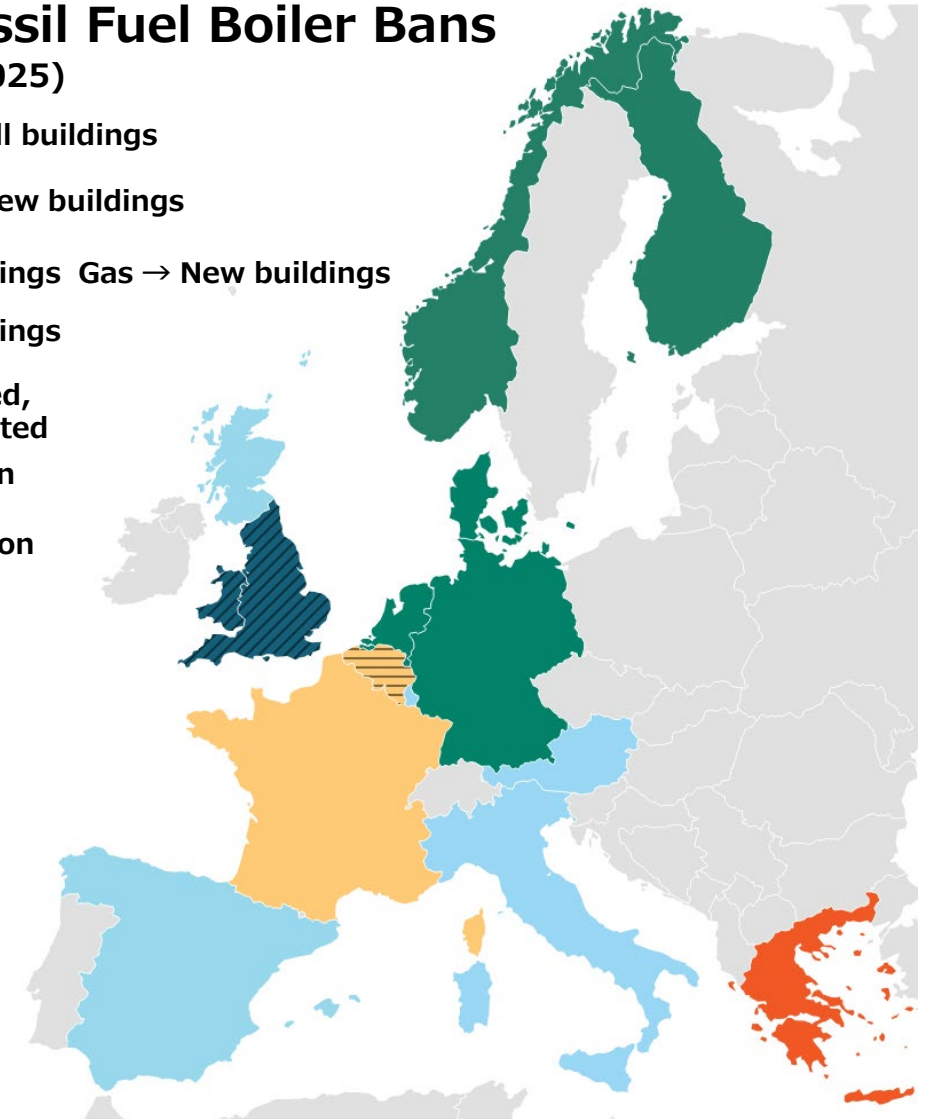 ssil Fuel Boiler Bans
025)
ll buildings
ew buildings
ings Gas → New buildings
ings
ed,
ted
n
on